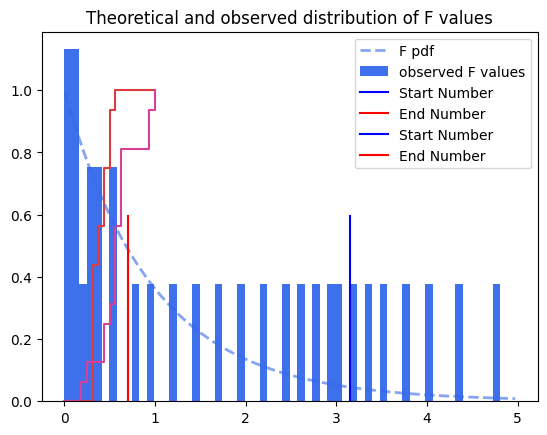 Theoretical and observed distribution of F values
F pdf
observed F values
Start Number
End Number
Start Number
End Number
1.0
0.8
0.6
0.4
0.2
0.0
0 1 2 3 4 5